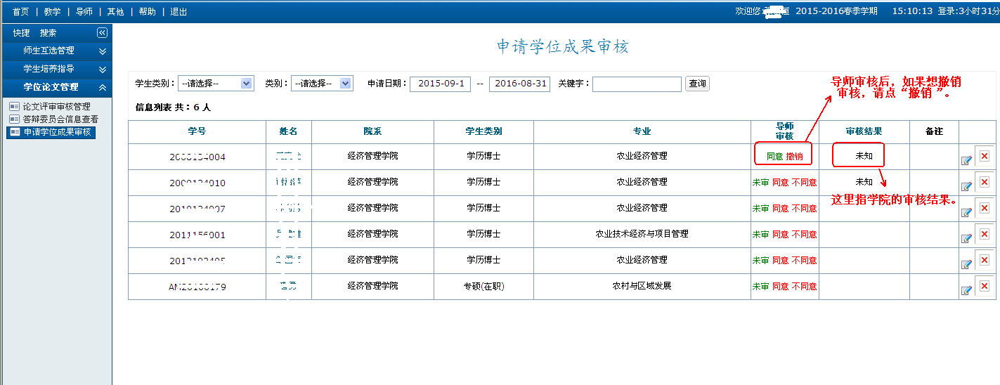 首页 | 教学 | 导师 | 其他 | 帮助 | 退出
欢迎您 2015-2016春季学期 15:10:13 登录:3小时31分
快捷 搜索
师生互选管理
学生培养指导
学位论文管理
论文评审审核管理
答辩委员会信息查看
申请学位成果审核
申请学位成果审核
学生类别： --请选择-- 类别： --请选择-- 申请日期： 2015-09-1 -- 2016-08-31 关键字： 查询
导师审核后，如果想撤销
审核，请点“撤销 ”。
信息列表 共：6 人
学号 姓名 院系 学生类别 专业 导师 审核 审核结果 备注
经济管理学院 学历博士 农业经济管理 同意 撤销 未知
经济管理学院 学历博士 农业经济管理 未审 同意 不同意 未知
这里指学院的审核结果。
经济管理学院 学历博士 农业经济管理 未审 同意 不同意
经济管理学院 学历博士 农业技术经济与项目管理 未审 同意 不同意
经济管理学院 学历博士 农业经济管理 未审 同意 不同意
经济管理学院 专硕(在职) 农村与区域发展 未审 同意 不同意